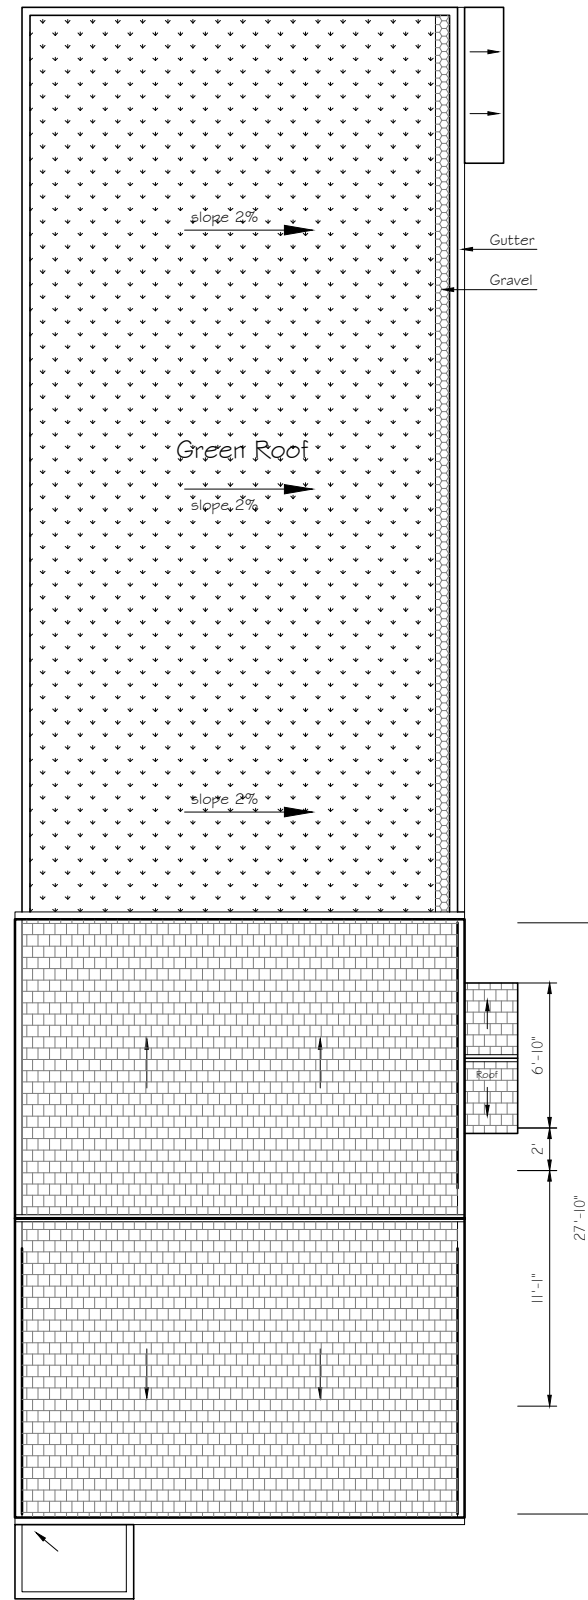 slope 2%
Gutter
Gravel
Green Roof
slope 2%
slope 2%
6'-10"
Roof
2'
27'-10"
11'-1"